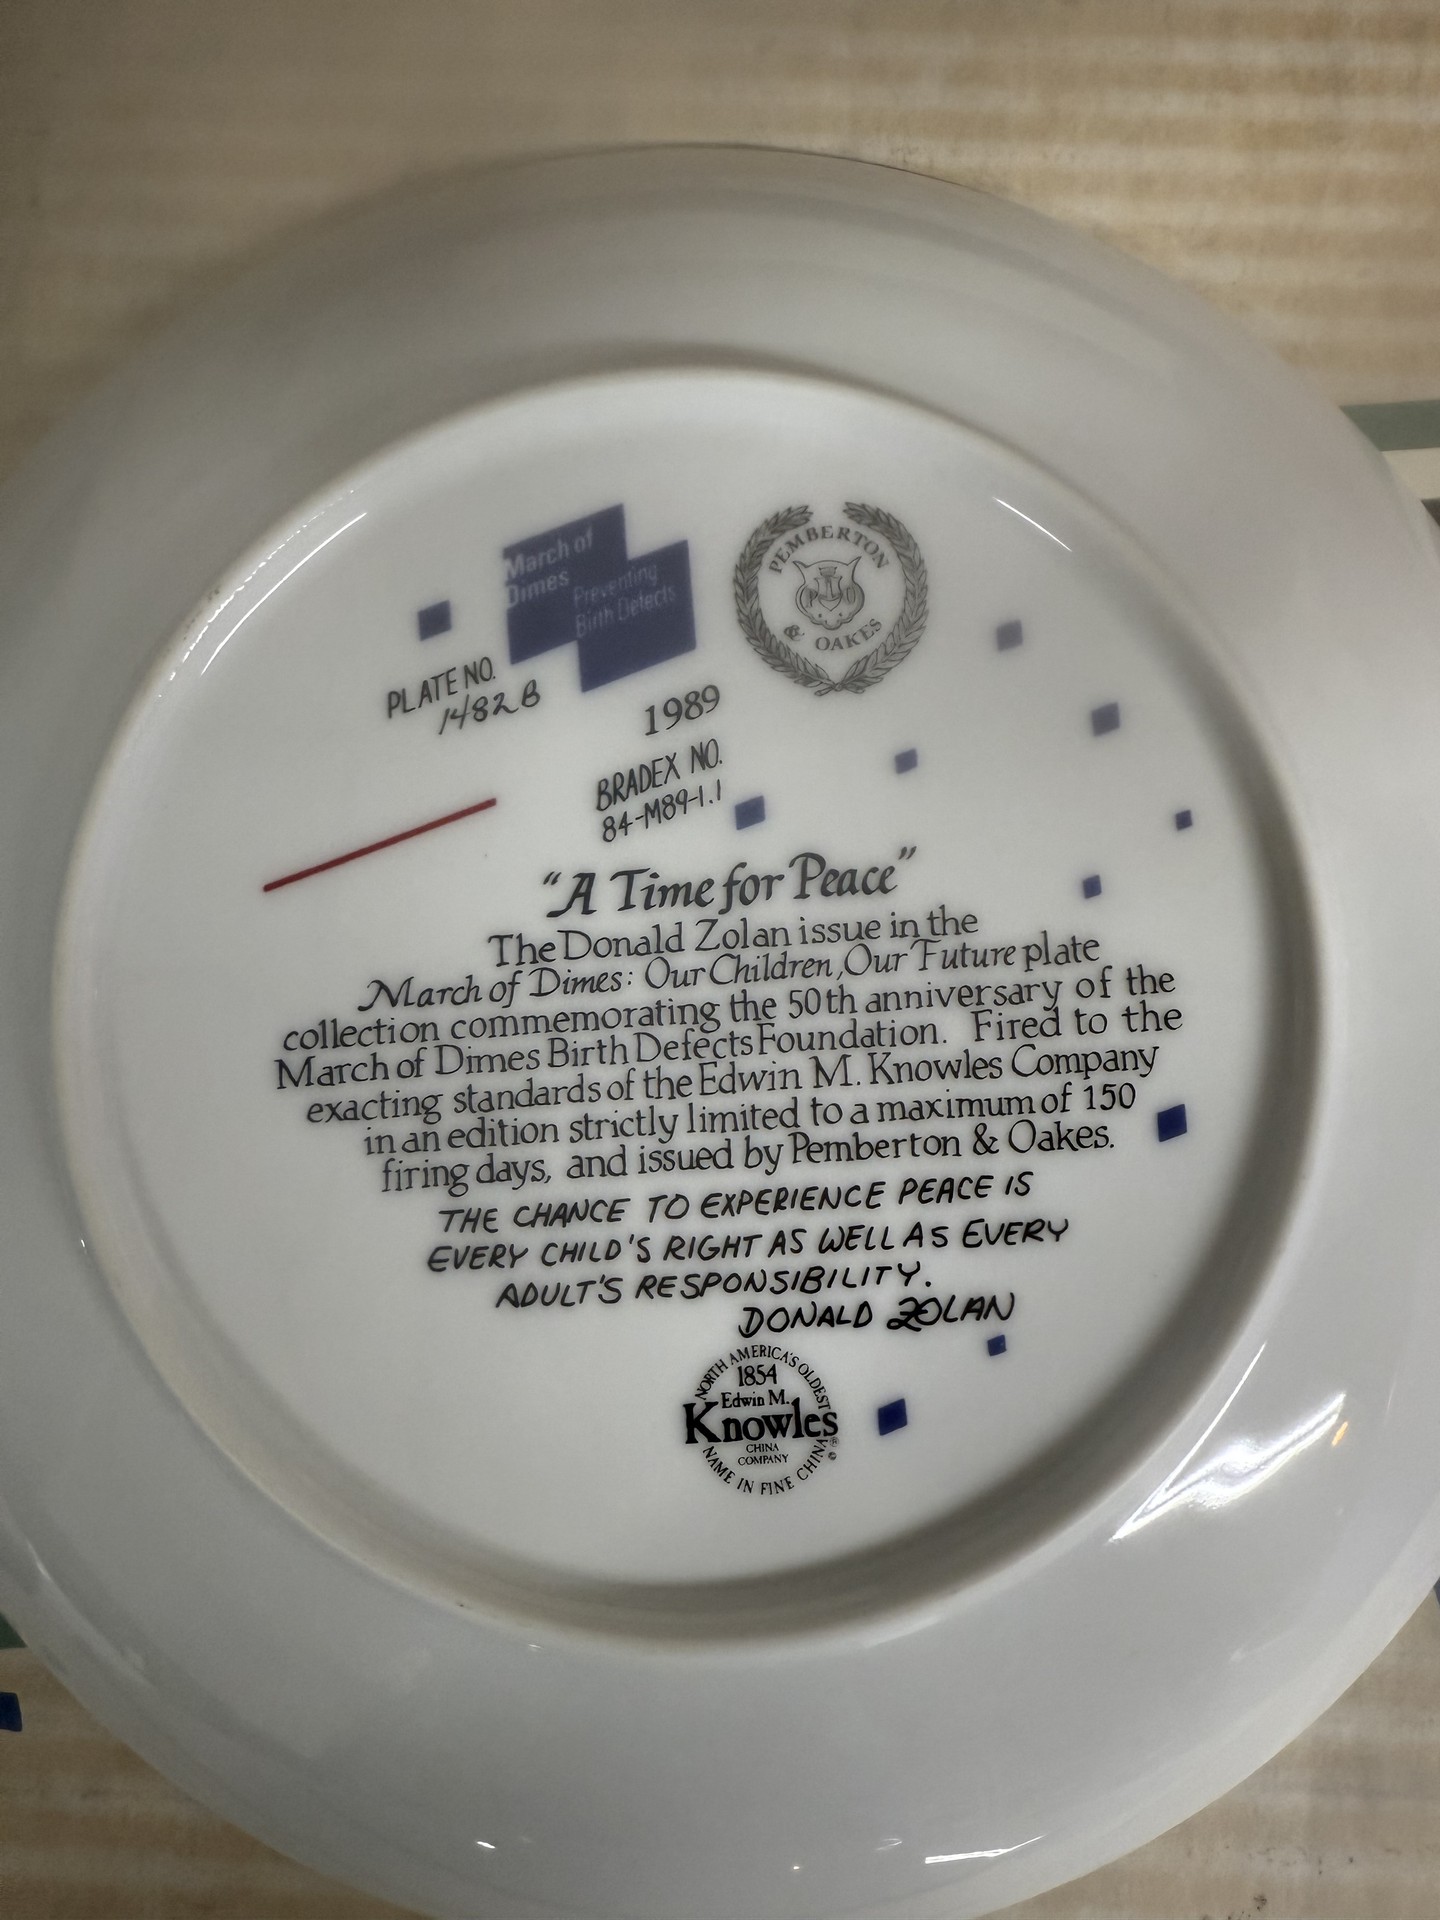 March of
Dimes
Preventing
Birth Defects
PEMBERTON
P&O
& OAKES
PLATE NO.
1482B
1989
BRADEX NO.
84-M89-1.1
“A Time for Peace”
The Donald Zolan issue in the
March of Dimes: Our Children, Our Future plate
collection commemorating the 50th anniversary of the
March of Dimes Birth Defects Foundation. Fired to the
exacting standards of the Edwin M. Knowles Company
in an edition strictly limited to a maximum of 150
firing days, and issued by Pemberton & Oakes.
THE CHANCE TO EXPERIENCE PEACE IS
EVERY CHILD'S RIGHT AS WELL AS EVERY
ADULT'S RESPONSIBILITY.
DONALD ZOLAN
NORTH AMERICA'S OLDEST
1854
Edwin M.
Knowles
CHINA
COMPANY
NAME IN FINE CHINA
® ©